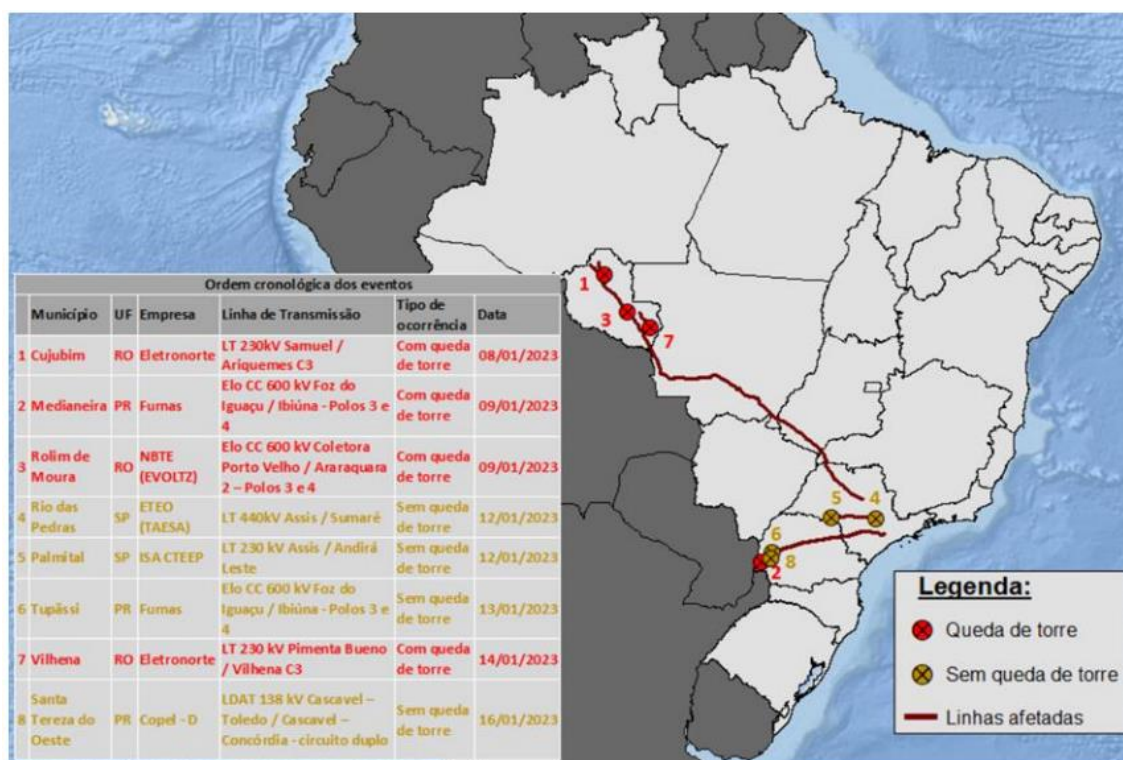 Ordem cronológica dos eventos
Município UF Empresa Linha de Transmissão Tipo de ocorrência Data
1 Cujubim RO Eletronorte LT 230kV Samuel / Ariquemes C3 Com queda de torre 08/01/2023
2 Medianeira PR Furnas Elo CC 600 kV Foz do Iguaçu / Ibiúna - Polos 3 e 4 Com queda de torre 09/01/2023
3 Rolim de Moura RO NBTE (EVOLTZ) Elo CC 600 kV Coletora Porto Velho / Araraquara 2 – Polos 3 e 4 Com queda de torre 09/01/2023
4 Rio das Pedras SP ETEO (TAESA) LT 440kV Assis / Sumaré Sem queda de torre 12/01/2023
5 Palmital SP ISA CTEEP LT 230 kV Assis / Andirá Leste Sem queda de torre 12/01/2023
6 Tupãssi PR Furnas Elo CC 600 kV Foz do Iguaçu / Ibiúna - Polos 3 e 4 Sem queda de torre 13/01/2023
7 Vilhena RO Eletronorte LT 230 kV Pimenta Bueno / Vilhena C3 Com queda de torre 14/01/2023
8 Santa Tereza do Oeste PR Copel - D LDAT 138 kV Cascavel – Toledo / Cascavel – Concórdia - circuito duplo Sem queda de torre 16/01/2023
1
3
7
5 4
6
8
2
Legenda:
Queda de torre
Sem queda de torre
Linhas afetadas